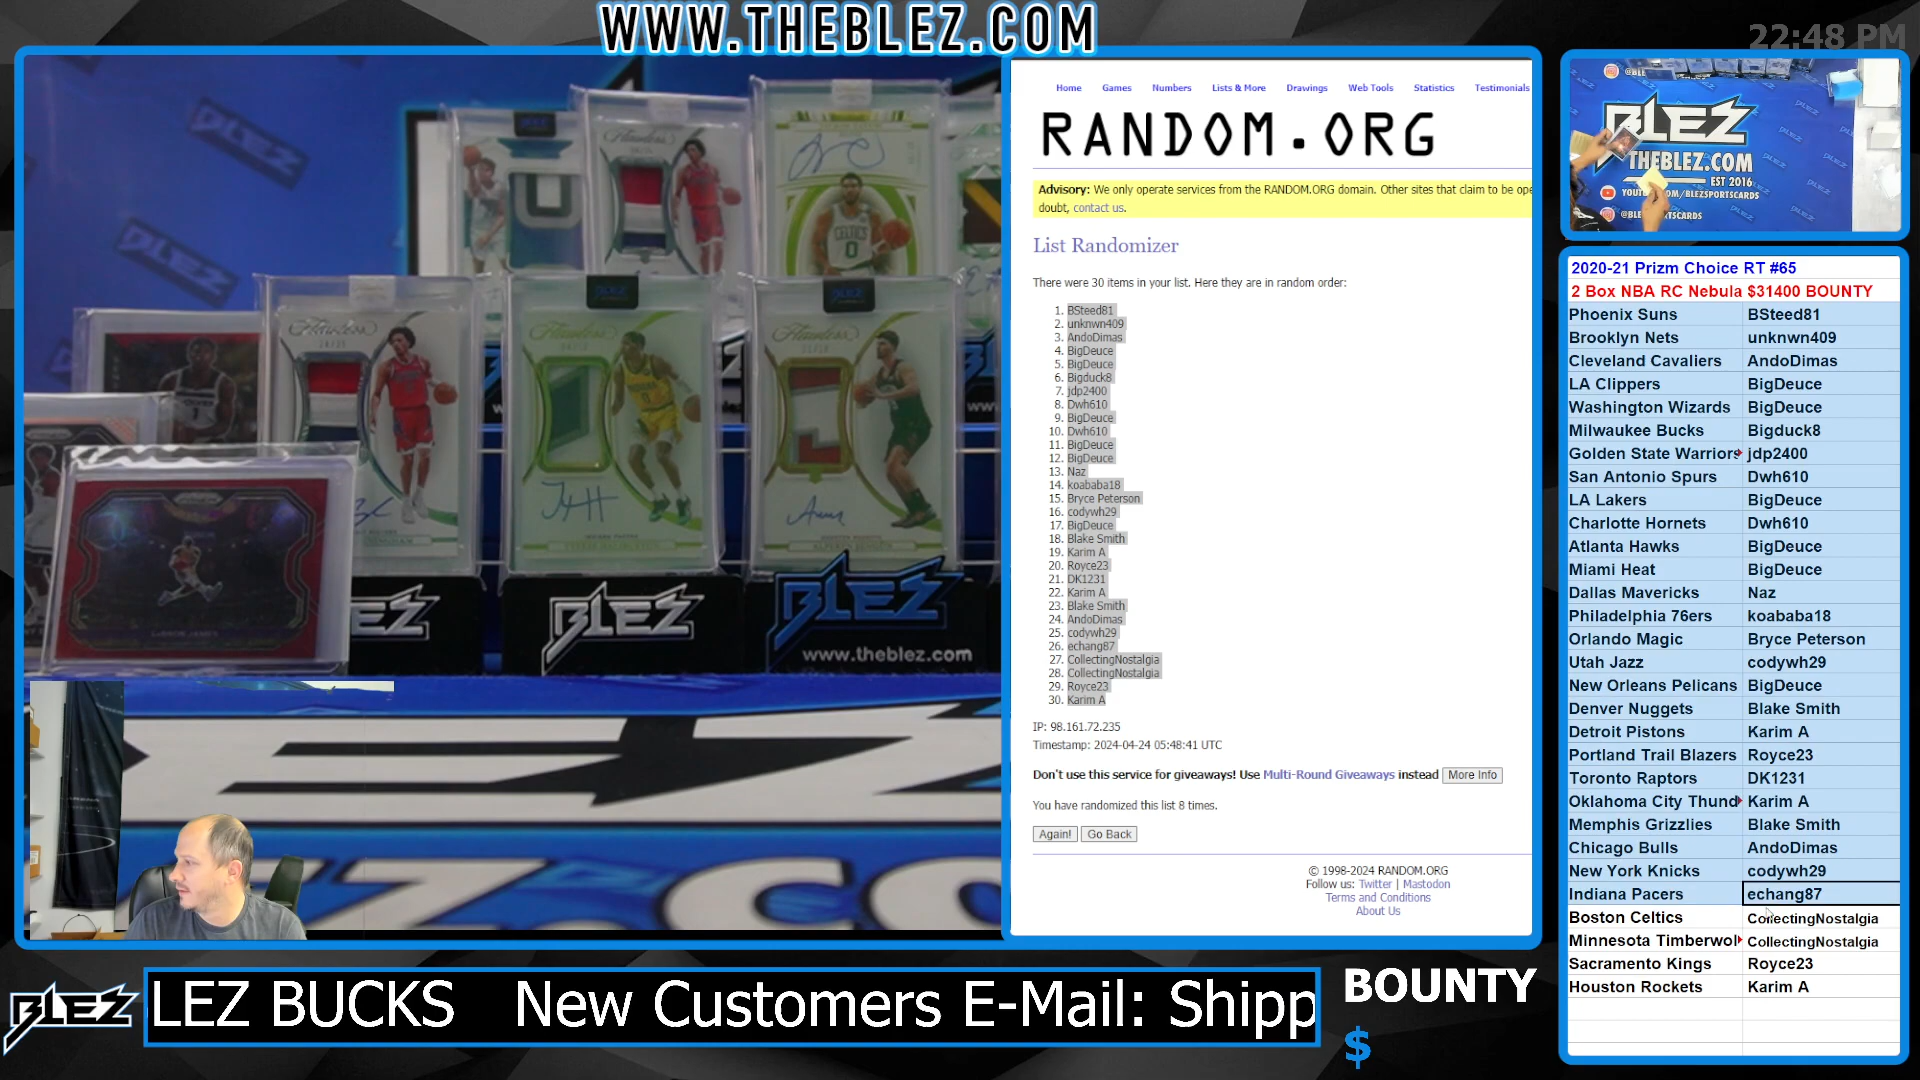 WWW.THEBLEZ.COM
22:48 PM
Home Games Numbers Lists & More Drawings Web Tools Statistics Testimonials
RANDOM.ORG
Advisory: We only operate services from the RANDOM.ORG domain. Other sites that claim to be ope
doubt, contact us.
List Randomizer
There were 30 items in your list. Here they are in random order:
1. BSteed81
2. unknwn409
3. AndoDimas
4. BigDeuce
5. BigDeuce
6. Bigduck8
7. jdp2400
8. Dwh610
9. BigDeuce
10. Dwh610
11. BigDeuce
12. BigDeuce
13. Naz
14. koababa18
15. Bryce Peterson
16. codywh29
17. BigDeuce
18. Blake Smith
19. Karim A
20. Royce23
21. DK1231
22. Karim A
23. Blake Smith
24. AndoDimas
25. codywh29
26. echang87
27. CollectingNostalgia
28. CollectingNostalgia
29. Royce23
30. Karim A
IP: 98.161.72.235
Timestamp: 2024-04-24 05:48:41 UTC
Don't use this service for giveaways! Use Multi-Round Giveaways instead More Info
You have randomized this list 8 times.
Again! Go Back
© 1998-2024 RANDOM.ORG
Follow us: Twitter | Mastodon
Terms and Conditions
About Us
BLEZ
THEBLEZ.COM
EST 2016
2020-21 Prizm Choice RT #65
2 Box NBA RC Nebula $31400 BOUNTY
Phoenix Suns BSteed81
Brooklyn Nets unknwn409
Cleveland Cavaliers AndoDimas
LA Clippers BigDeuce
Washington Wizards BigDeuce
Milwaukee Bucks Bigduck8
Golden State Warriors jdp2400
San Antonio Spurs Dwh610
LA Lakers BigDeuce
Charlotte Hornets Dwh610
Atlanta Hawks BigDeuce
Miami Heat BigDeuce
Dallas Mavericks Naz
Philadelphia 76ers koababa18
Orlando Magic Bryce Peterson
Utah Jazz codywh29
New Orleans Pelicans BigDeuce
Denver Nuggets Blake Smith
Detroit Pistons Karim A
Portland Trail Blazers Royce23
Toronto Raptors DK1231
Oklahoma City Thund Karim A
Memphis Grizzlies Blake Smith
Chicago Bulls AndoDimas
New York Knicks codywh29
Indiana Pacers echang87
Boston Celtics CollectingNostalgia
Minnesota Timberwol CollectingNostalgia
Sacramento Kings Royce23
Houston Rockets Karim A
Flawless
Flawless
Flawless
Flawless
CELTICS
0
BLEZ
BLEZ
www.theblez.com
BLEZ
LEZ BUCKS New Customers E-Mail: Shipp
BOUNTY
$